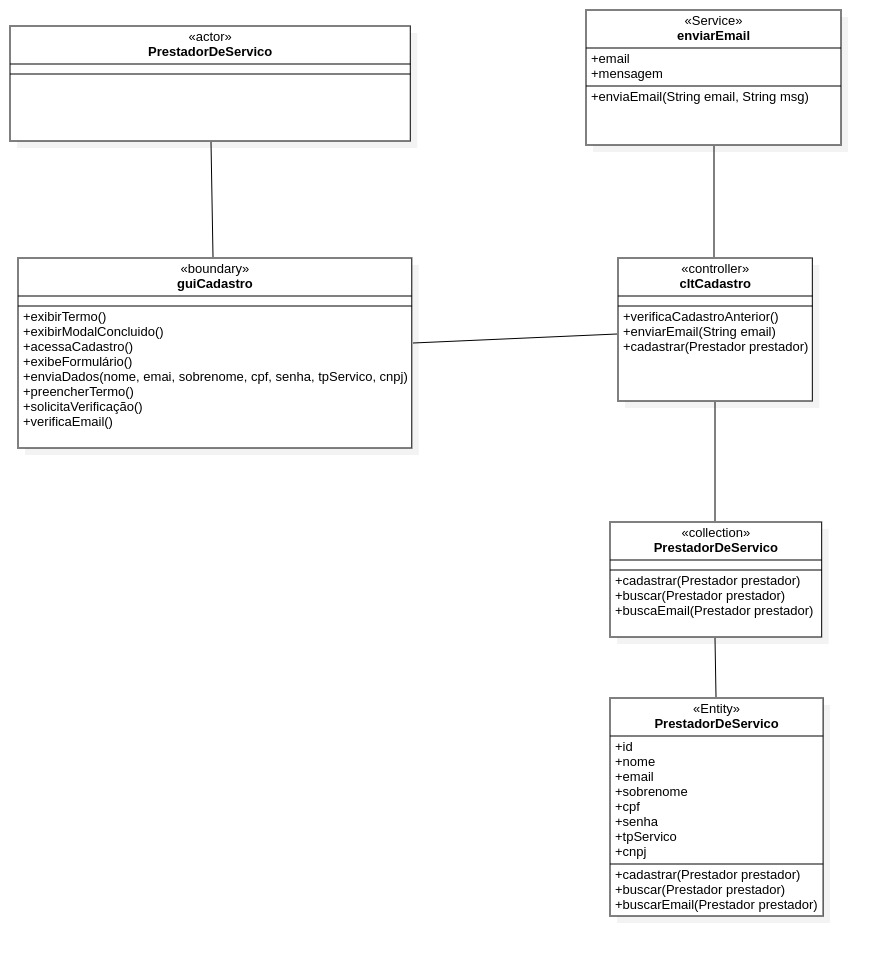 «actor»
PrestadorDeServico
«Service»
enviarEmail
+email
+mensagem
+enviaEmail(String email, String msg)
«boundary»
guiCadastro
+exibirTermo()
+exibirModalConcluido()
+acessaCadastro()
+exibeFormulário()
+enviaDados(nome, emai, sobrenome, cpf, senha, tpServico, cnpj)
+preencherTermo()
+solicitaVerificação()
+verificaEmail()
«controller»
cltCadastro
+verificaCadastroAnterior()
+enviarEmail(String email)
+cadastrar(Prestador prestador)
«collection»
PrestadorDeServico
+cadastrar(Prestador prestador)
+buscar(Prestador prestador)
+buscaEmail(Prestador prestador)
«Entity»
PrestadorDeServico
+id
+nome
+email
+sobrenome
+cpf
+senha
+tpServico
+cnpj
+cadastrar(Prestador prestador)
+buscar(Prestador prestador)
+buscarEmail(Prestador prestador)